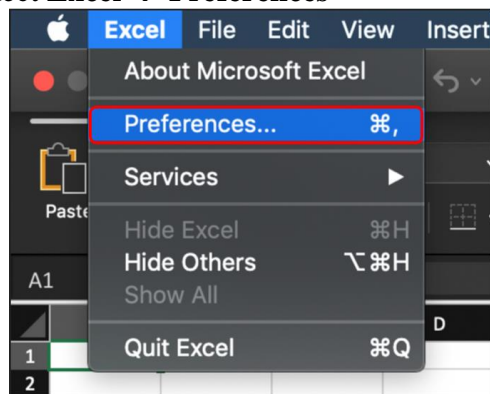 Excel File Edit View Insert
About Microsoft Excel
Preferences... ⌘,
Paste
Services ▶
Hide Excel ⌘H
Hide Others ⌥⌘H
Show All
A1
D
Quit Excel ⌘Q
1
2